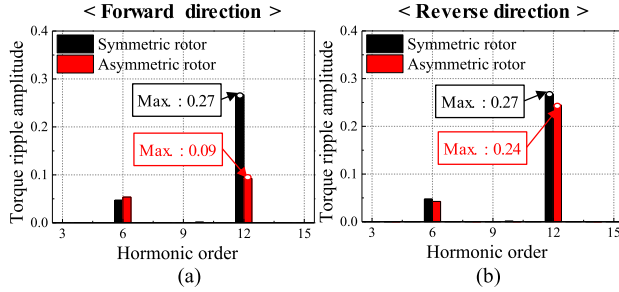 < Forward direction >
Torque ripple amplitude
0.4
0.3
0.2
0.1
0.0
Symmetric rotor
Asymmetric rotor
Max. : 0.27
Max. : 0.09
3 6 9 12 15
Hormonic order
(a)
< Reverse direction >
Torque ripple amplitude
0.4
0.3
0.2
0.1
0.0
Symmetric rotor
Asymmetric rotor
Max. : 0.27
Max. : 0.24
3 6 9 12 15
Hormonic order
(b)